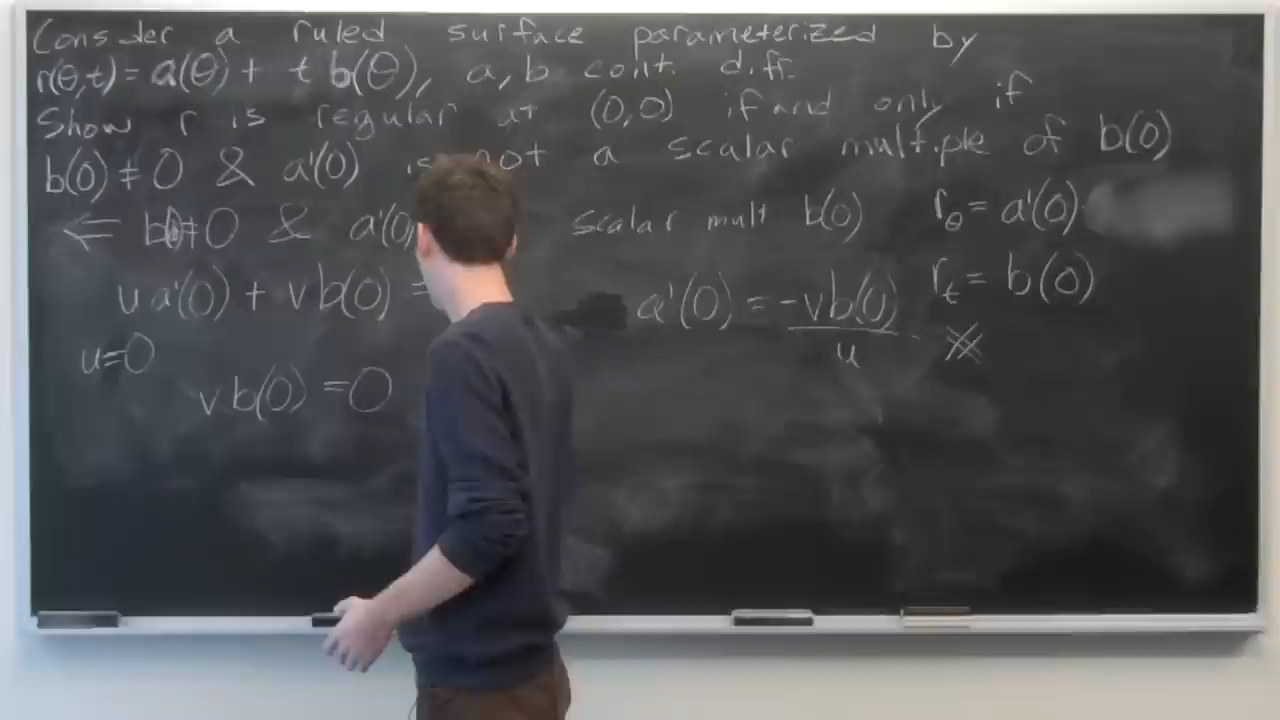 Consider a ruled surface parameterized by
r(θ,t) = a(θ) + t b(θ), a, b cont. diff.
Show r is regular at (0,0) if and only if
b(0) ≠ 0 & a'(0) is not a scalar multiple of b(0)
⇐ b(0)≠0 & a'(0) scalar mult b(0)
r_θ = a'(0)
u a'(0) + v b(0) =
a'(0) = -v b(0) / u
r_t = b(0)
u=0
v b(0) = 0